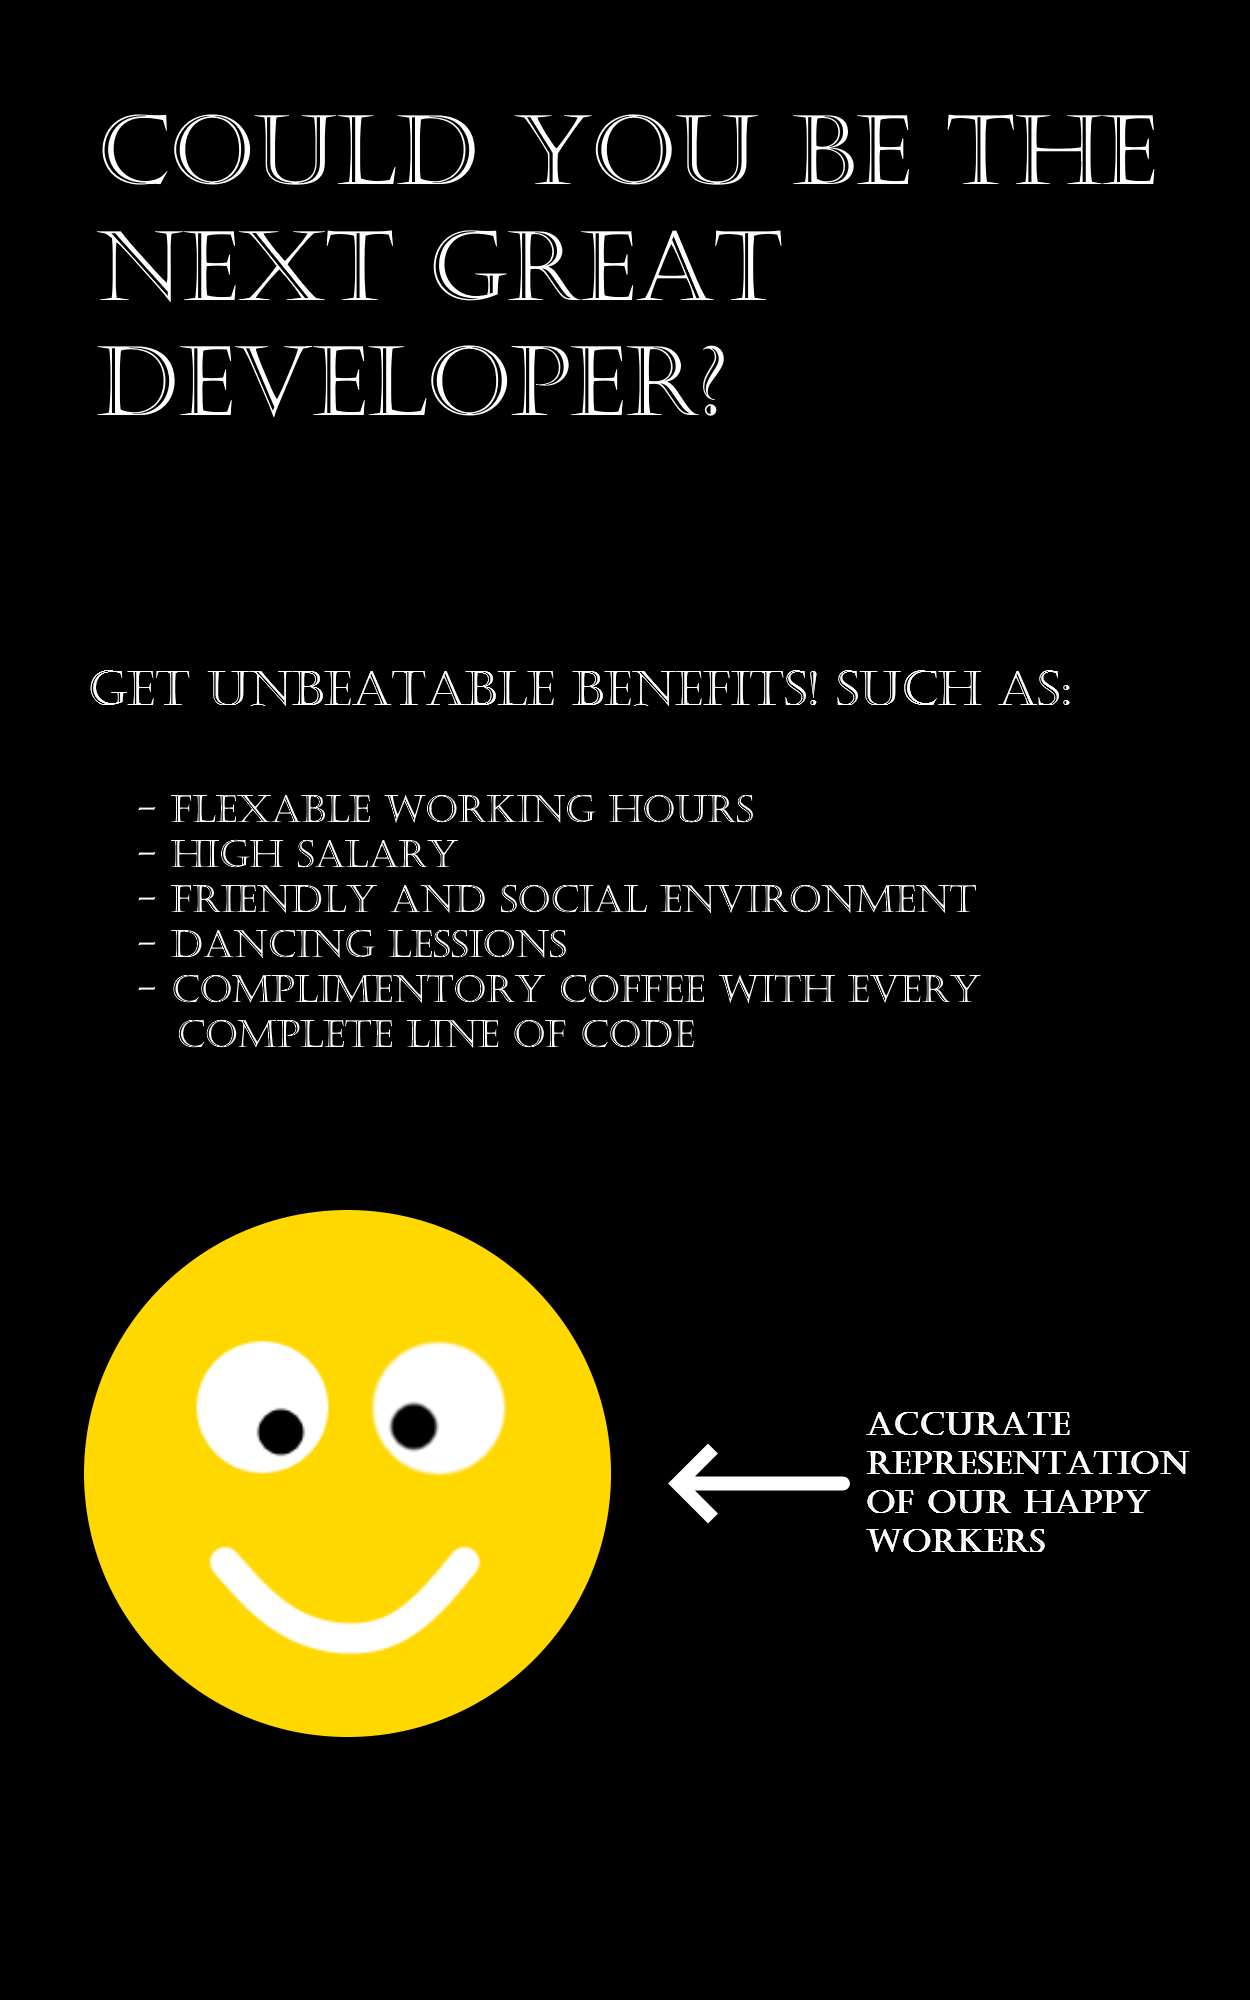 COULD YOU BE THE
NEXT GREAT
DEVELOPER?
GET UNBEATABLE BENEFITS! SUCH AS:
- FLEXABLE WORKING HOURS
- HIGH SALARY
- FRIENDLY AND SOCIAL ENVIRONMENT
- DANCING LESSIONS
- COMPLIMENTORY COFFEE WITH EVERY
COMPLETE LINE OF CODE
ACCURATE
REPRESENTATION
OF OUR HAPPY
WORKERS